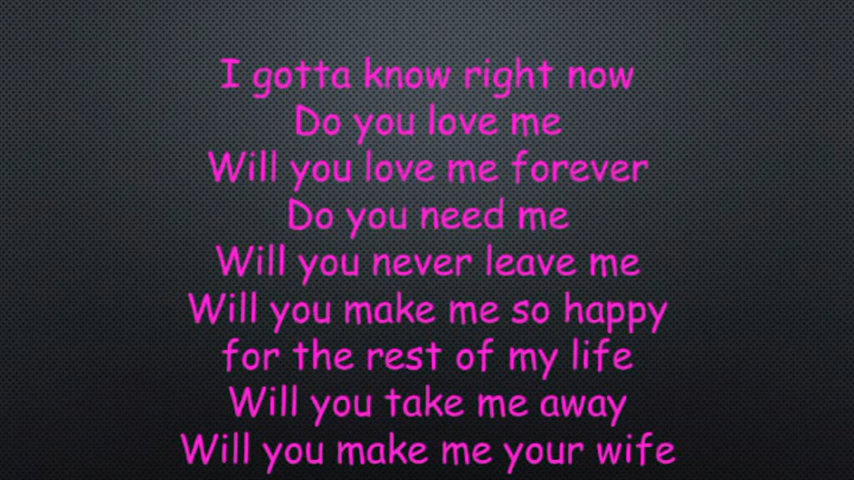 I gotta know right now
Do you love me
Will you love me forever
Do you need me
Will you never leave me
Will you make me so happy
for the rest of my life
Will you take me away
Will you make me your wife